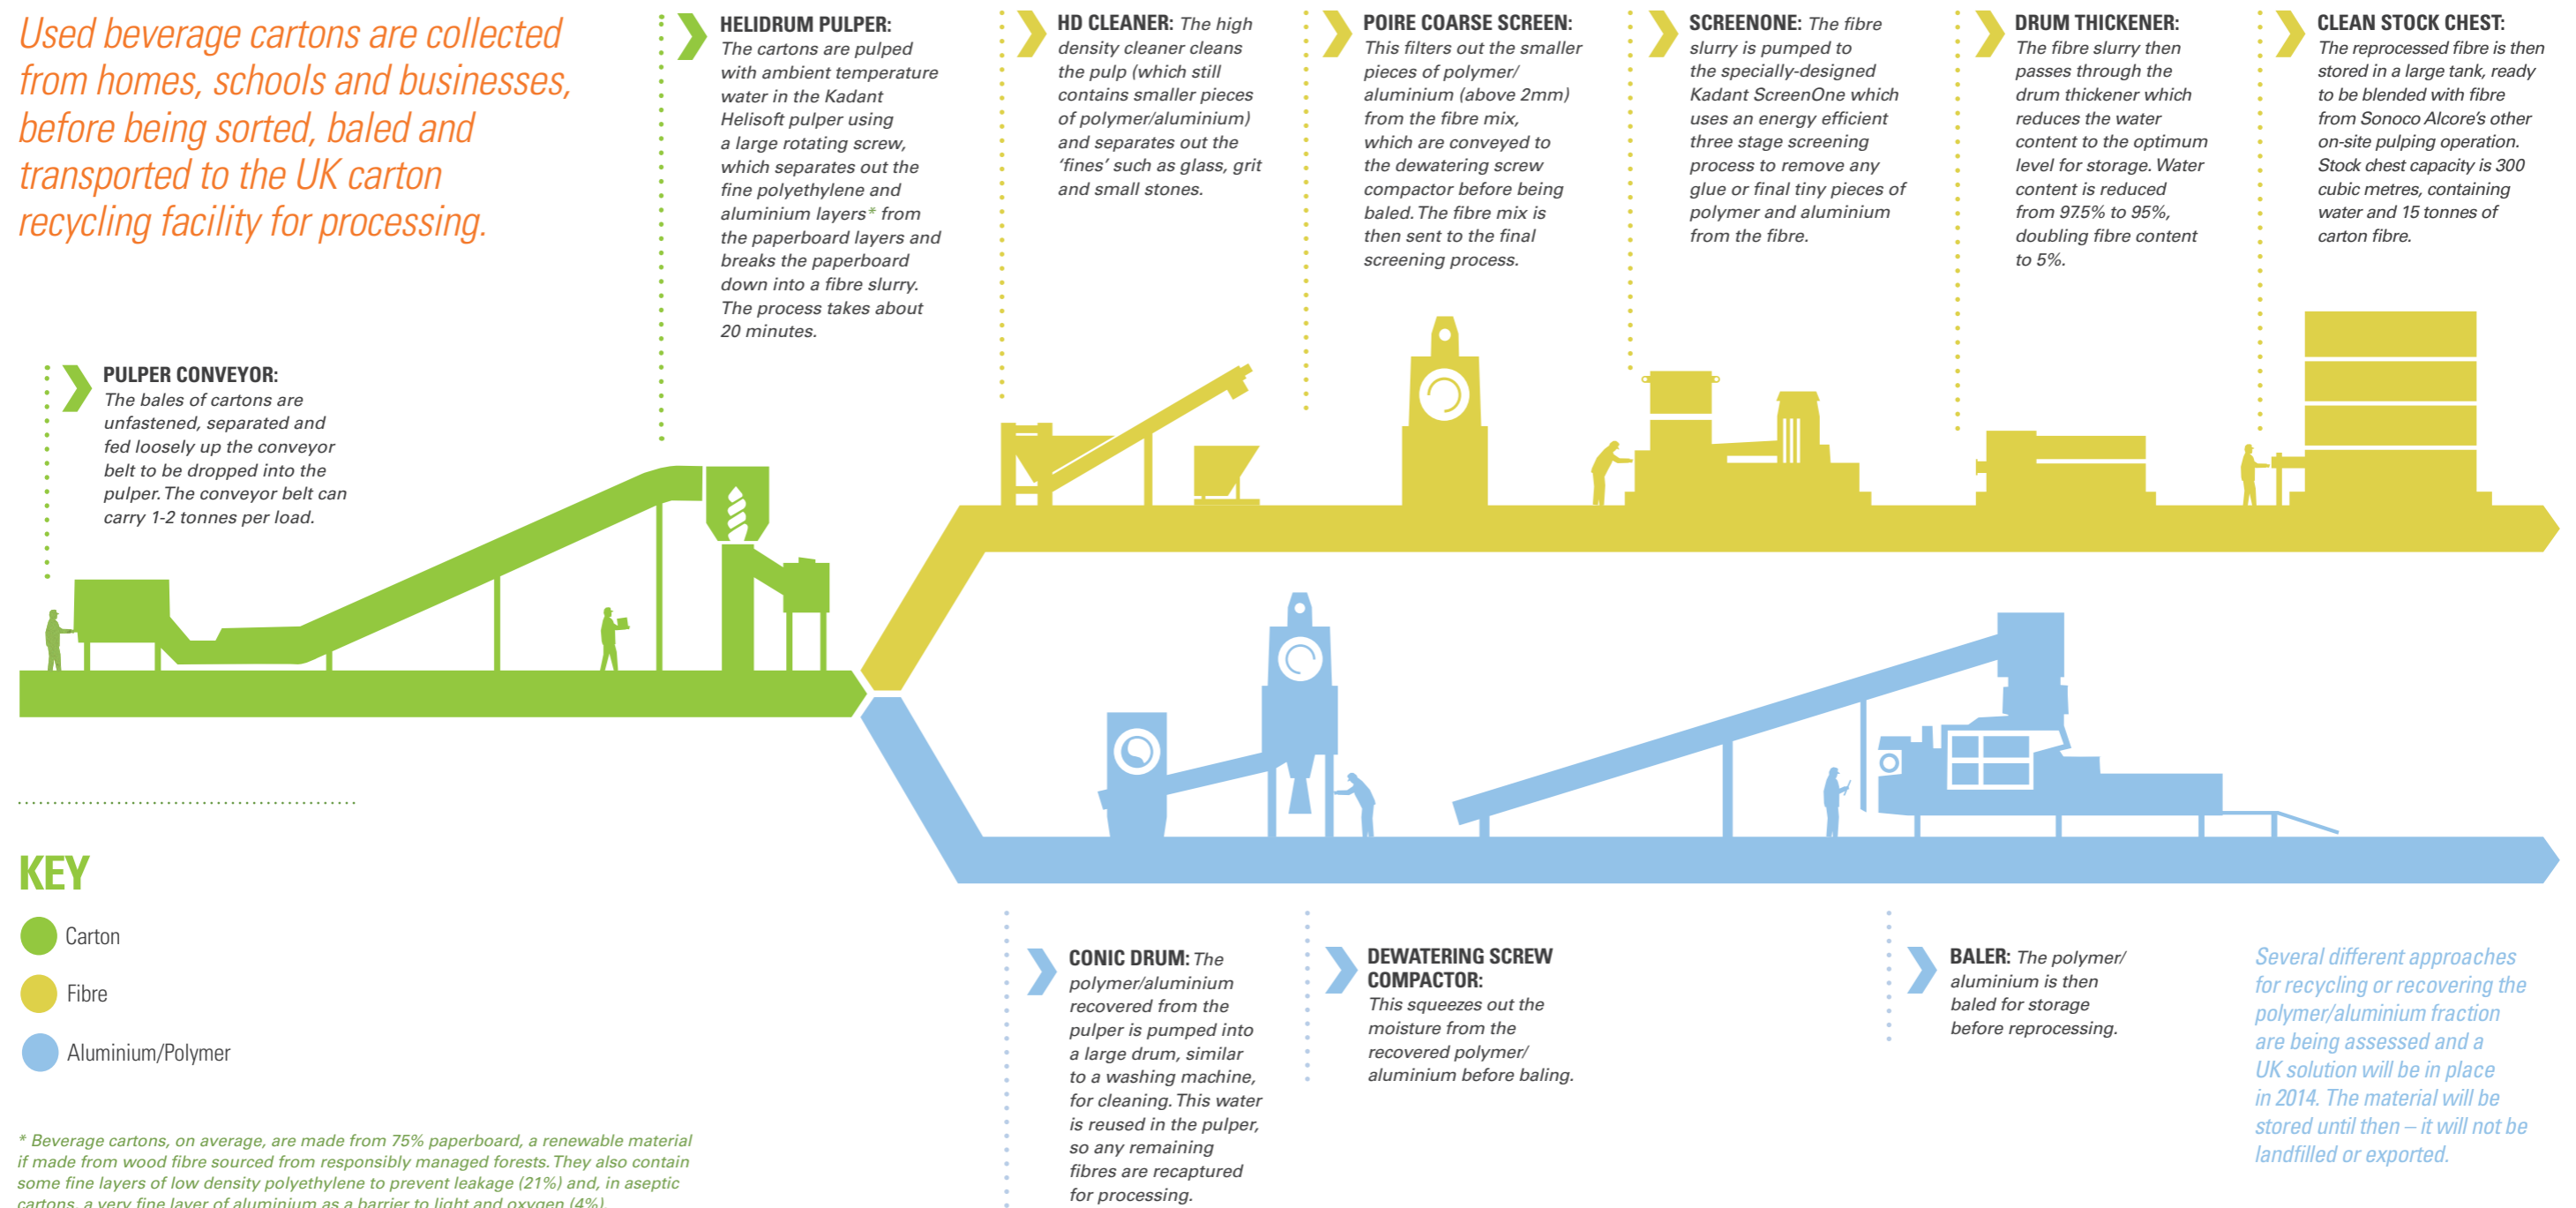 Used beverage cartons are collected
from homes, schools and businesses,
before being sorted, baled and
transported to the UK carton
recycling facility for processing.
PULPER CONVEYOR:
The bales of cartons are
unfastened, separated and
fed loosely up the conveyor
belt to be dropped into the
pulper. The conveyor belt can
carry 1-2 tonnes per load.
HELIDRUM PULPER:
The cartons are pulped
with ambient temperature
water in the Kadant
Helisoft pulper using
a large rotating screw,
which separates out the
fine polyethylene and
aluminium layers* from
the paperboard layers and
breaks the paperboard
down into a fibre slurry.
The process takes about
20 minutes.
HD CLEANER: The high
density cleaner cleans
the pulp (which still
contains smaller pieces
of polymer/aluminium)
and separates out the
‘fines’ such as glass, grit
and small stones.
POIRE COARSE SCREEN:
This filters out the smaller
pieces of polymer/
aluminium (above 2mm)
from the fibre mix,
which are conveyed to
the dewatering screw
compactor before being
baled. The fibre mix is
then sent to the final
screening process.
SCREENONE: The fibre
slurry is pumped to
the specially-designed
Kadant ScreenOne which
uses an energy efficient
three stage screening
process to remove any
glue or final tiny pieces of
polymer and aluminium
from the fibre.
DRUM THICKENER:
The fibre slurry then
passes through the
drum thickener which
reduces the water
content to the optimum
level for storage. Water
content is reduced
from 97.5% to 95%,
doubling fibre content
to 5%.
CLEAN STOCK CHEST:
The reprocessed fibre is then
stored in a large tank, ready
to be blended with fibre
from Sonoco Alcore’s other
on-site pulping operation.
Stock chest capacity is 300
cubic metres, containing
water and 15 tonnes of
carton fibre.
KEY
Carton
Fibre
Aluminium/Polymer
* Beverage cartons, on average, are made from 75% paperboard, a renewable material
if made from wood fibre sourced from responsibly managed forests. They also contain
some fine layers of low density polyethylene to prevent leakage (21%) and, in aseptic
cartons, a very fine layer of aluminium as a barrier to light and oxygen (4%).
CONIC DRUM: The
polymer/aluminium
recovered from the
pulper is pumped into
a large drum, similar
to a washing machine,
for cleaning. This water
is reused in the pulper,
so any remaining
fibres are recaptured
for processing.
DEWATERING SCREW
COMPACTOR:
This squeezes out the
moisture from the
recovered polymer/
aluminium before baling.
BALER: The polymer/
aluminium is then
baled for storage
before reprocessing.
Several different approaches
for recycling or recovering the
polymer/aluminium fraction
are being assessed and a
UK solution will be in place
in 2014. The material will be
stored until then – it will not be
landfilled or exported.